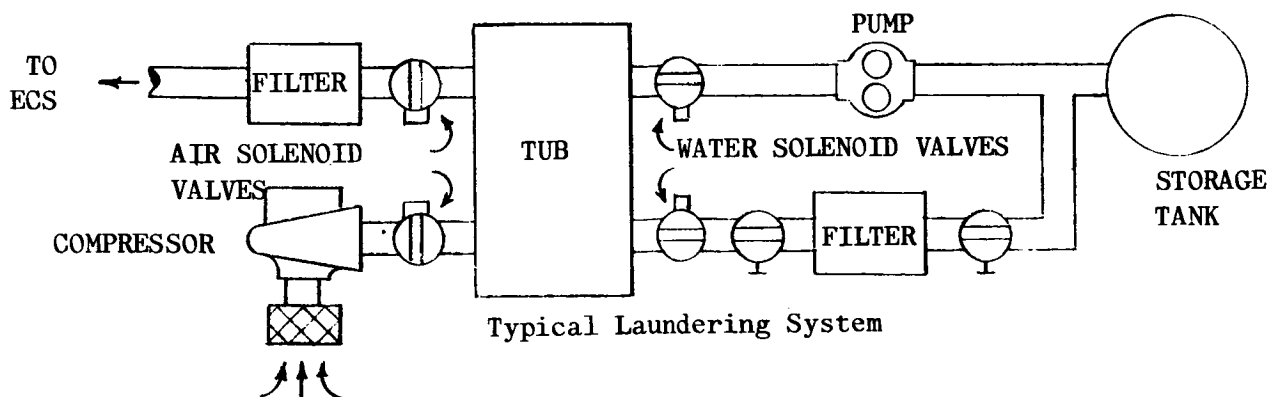 PUMP
TO
ECS
FILTER
AIR SOLENOID
VALVES
TUB
WATER SOLENOID VALVES
STORAGE
TANK
COMPRESSOR
FILTER
Typical Laundering System